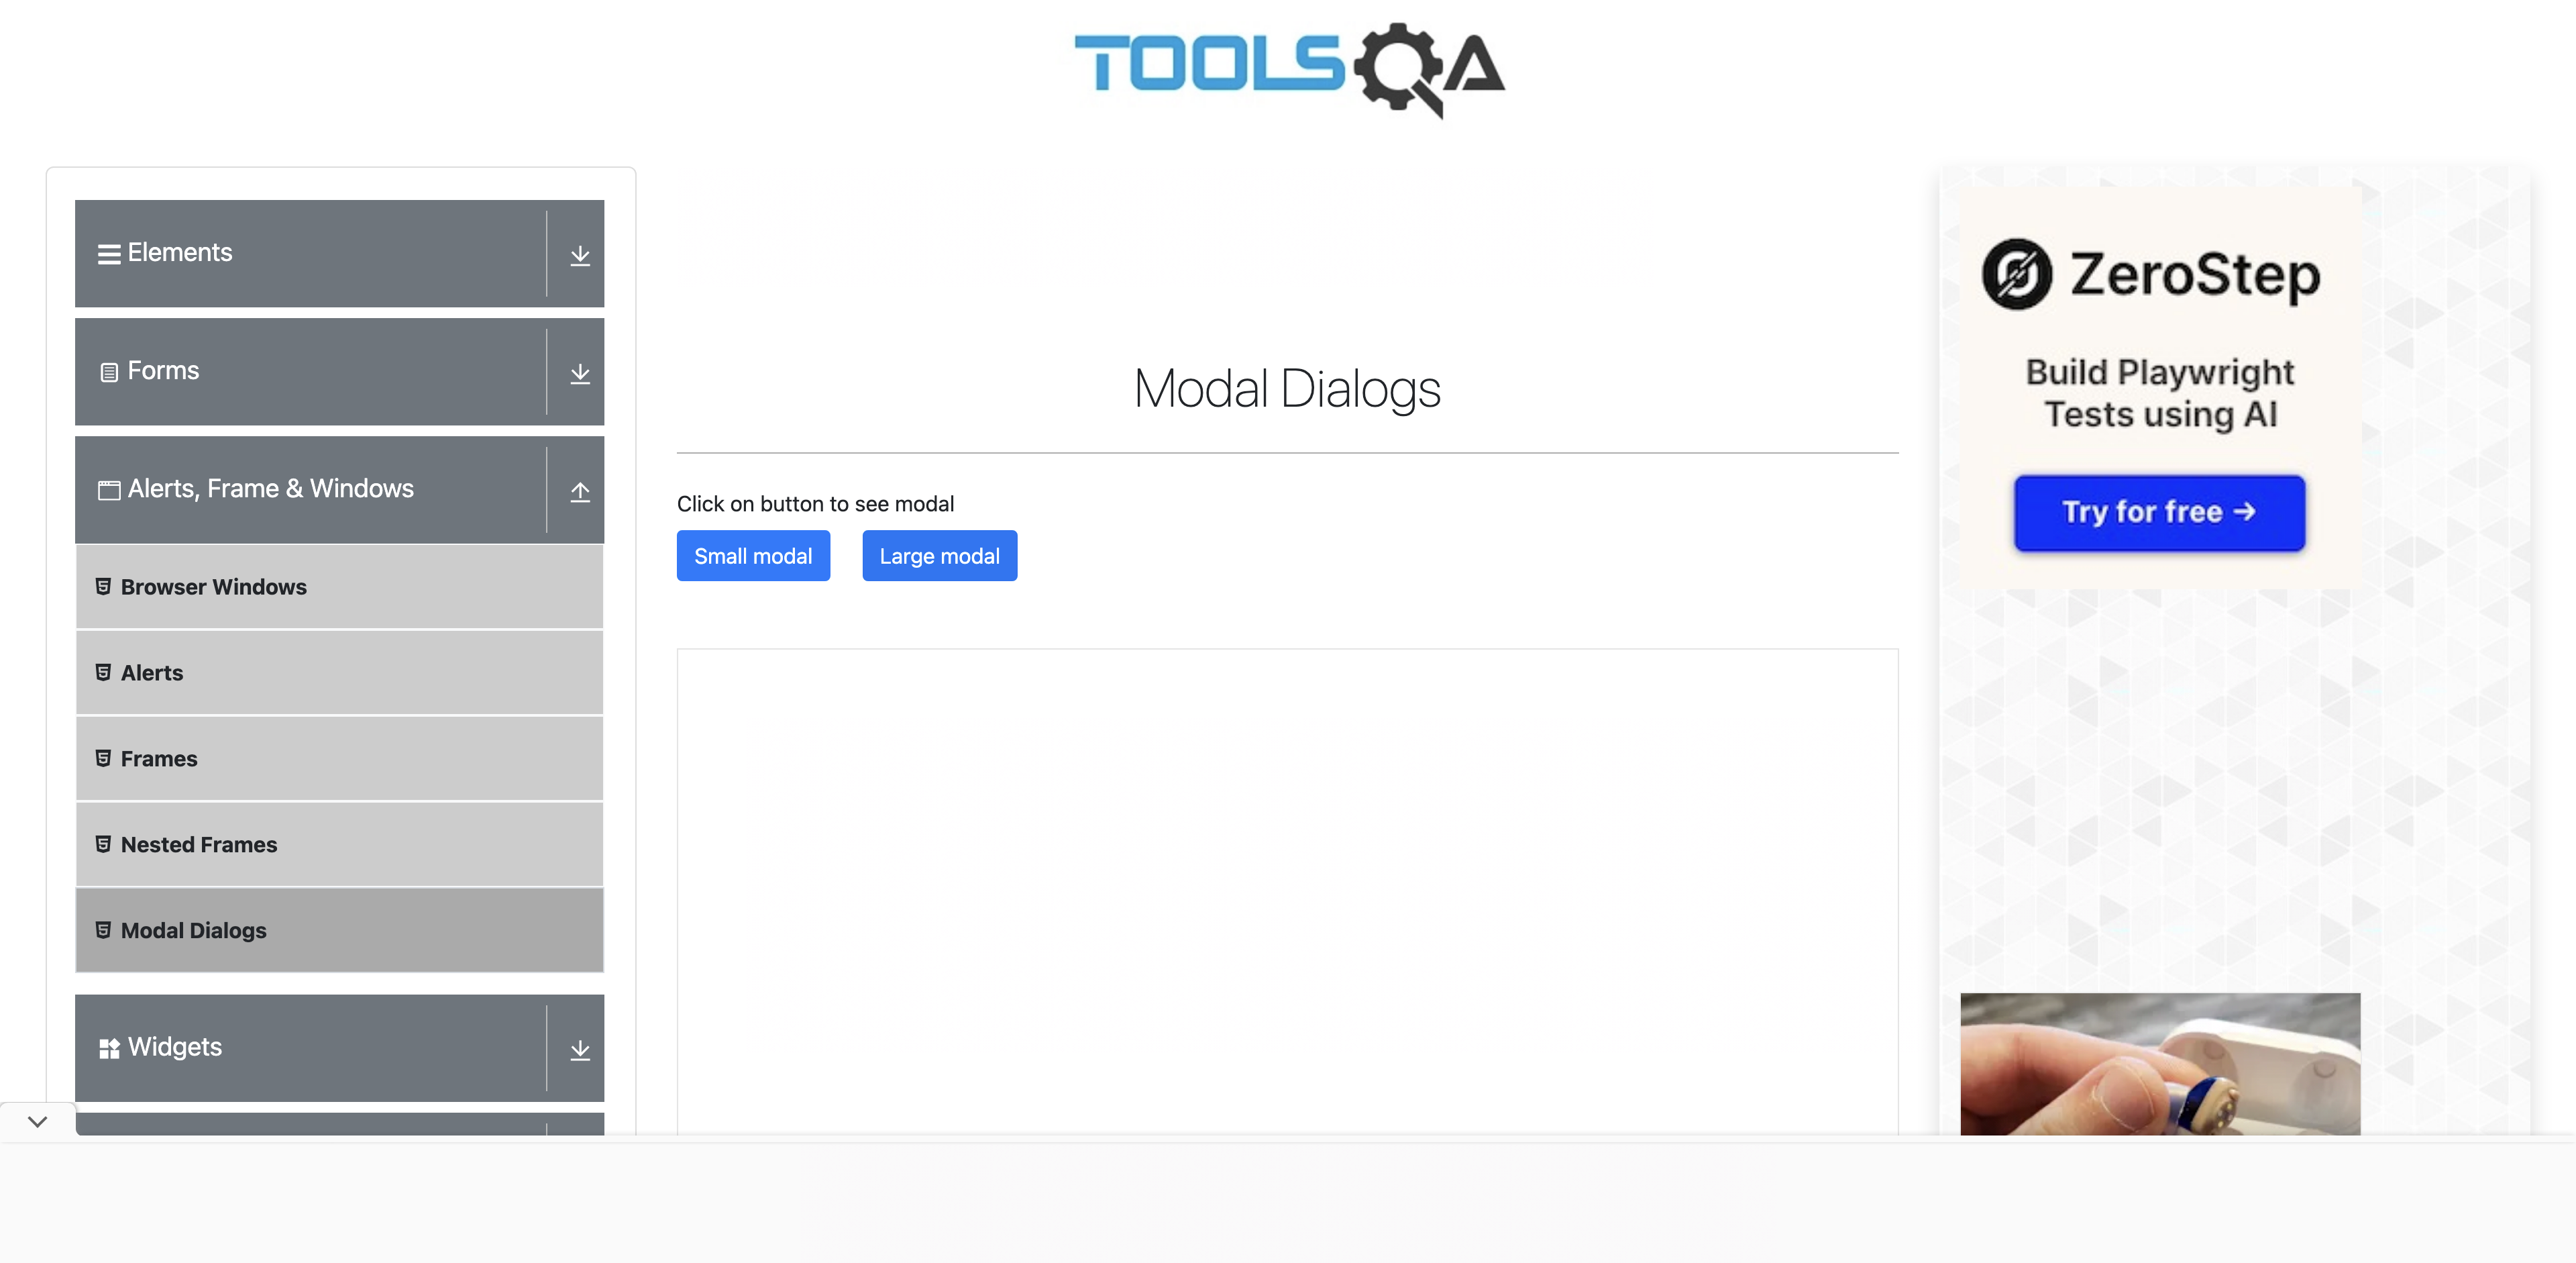 TOOLSQA
Elements
Forms
Alerts, Frame & Windows
Browser Windows
Alerts
Frames
Nested Frames
Modal Dialogs
Widgets
Modal Dialogs
Click on button to see modal
Small modal
Large modal
ZeroStep
Build Playwright
Tests using AI
Try for free →